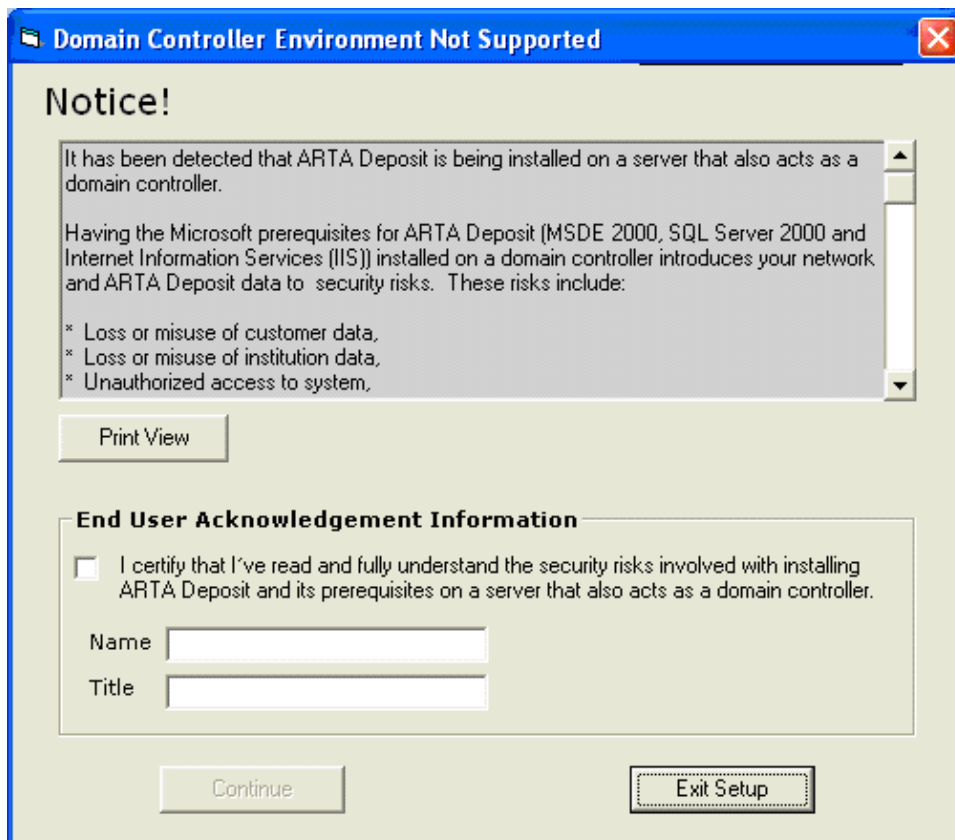 Domain Controller Environment Not Supported
Notice!
It has been detected that ARTA Deposit is being installed on a server that also acts as a
domain controller.
Having the Microsoft prerequisites for ARTA Deposit (MSDE 2000, SQL Server 2000 and
Internet Information Services (IIS)) installed on a domain controller introduces your network
and ARTA Deposit data to  security risks.  These risks include:
*  Loss or misuse of customer data,
*  Loss or misuse of institution data,
*  Unauthorized access to system,
Print View
End User Acknowledgement Information
I certify that I´ve read and fully understand the security risks involved with installing
ARTA Deposit and its prerequisites on a server that also acts as a domain controller.
Name
Title
Continue
Exit Setup